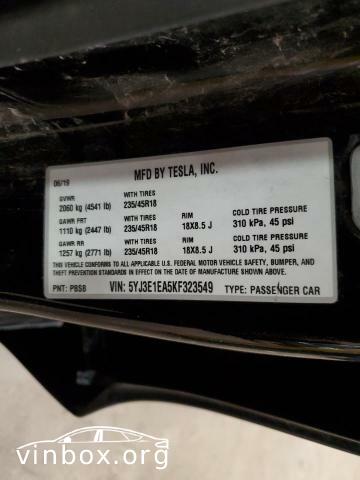 MFD BY TESLA, INC.
06/19
GVWR WITH TIRES
2060 kg (4541 lb) 235/45R18
GAWR FRT WITH TIRES RIM COLD TIRE PRESSURE
1110 kg (2447 lb) 235/45R18 18X8.5 J 310 kPa, 45 psi
GAWR RR WITH TIRES RIM COLD TIRE PRESSURE
1257 kg (2771 lb) 235/45R18 18X8.5 J 310 kPa, 45 psi
THIS VEHICLE CONFORMS TO ALL APPLICABLE U.S. FEDERAL MOTOR VEHICLE SAFETY, BUMPER, AND
THEFT PREVENTION STANDARDS IN EFFECT ON THE DATE OF MANUFACTURE SHOWN ABOVE.
PNT: PBSB VIN: 5YJ3E1EA5KF323549 TYPE: PASSENGER CAR
vinbox.org